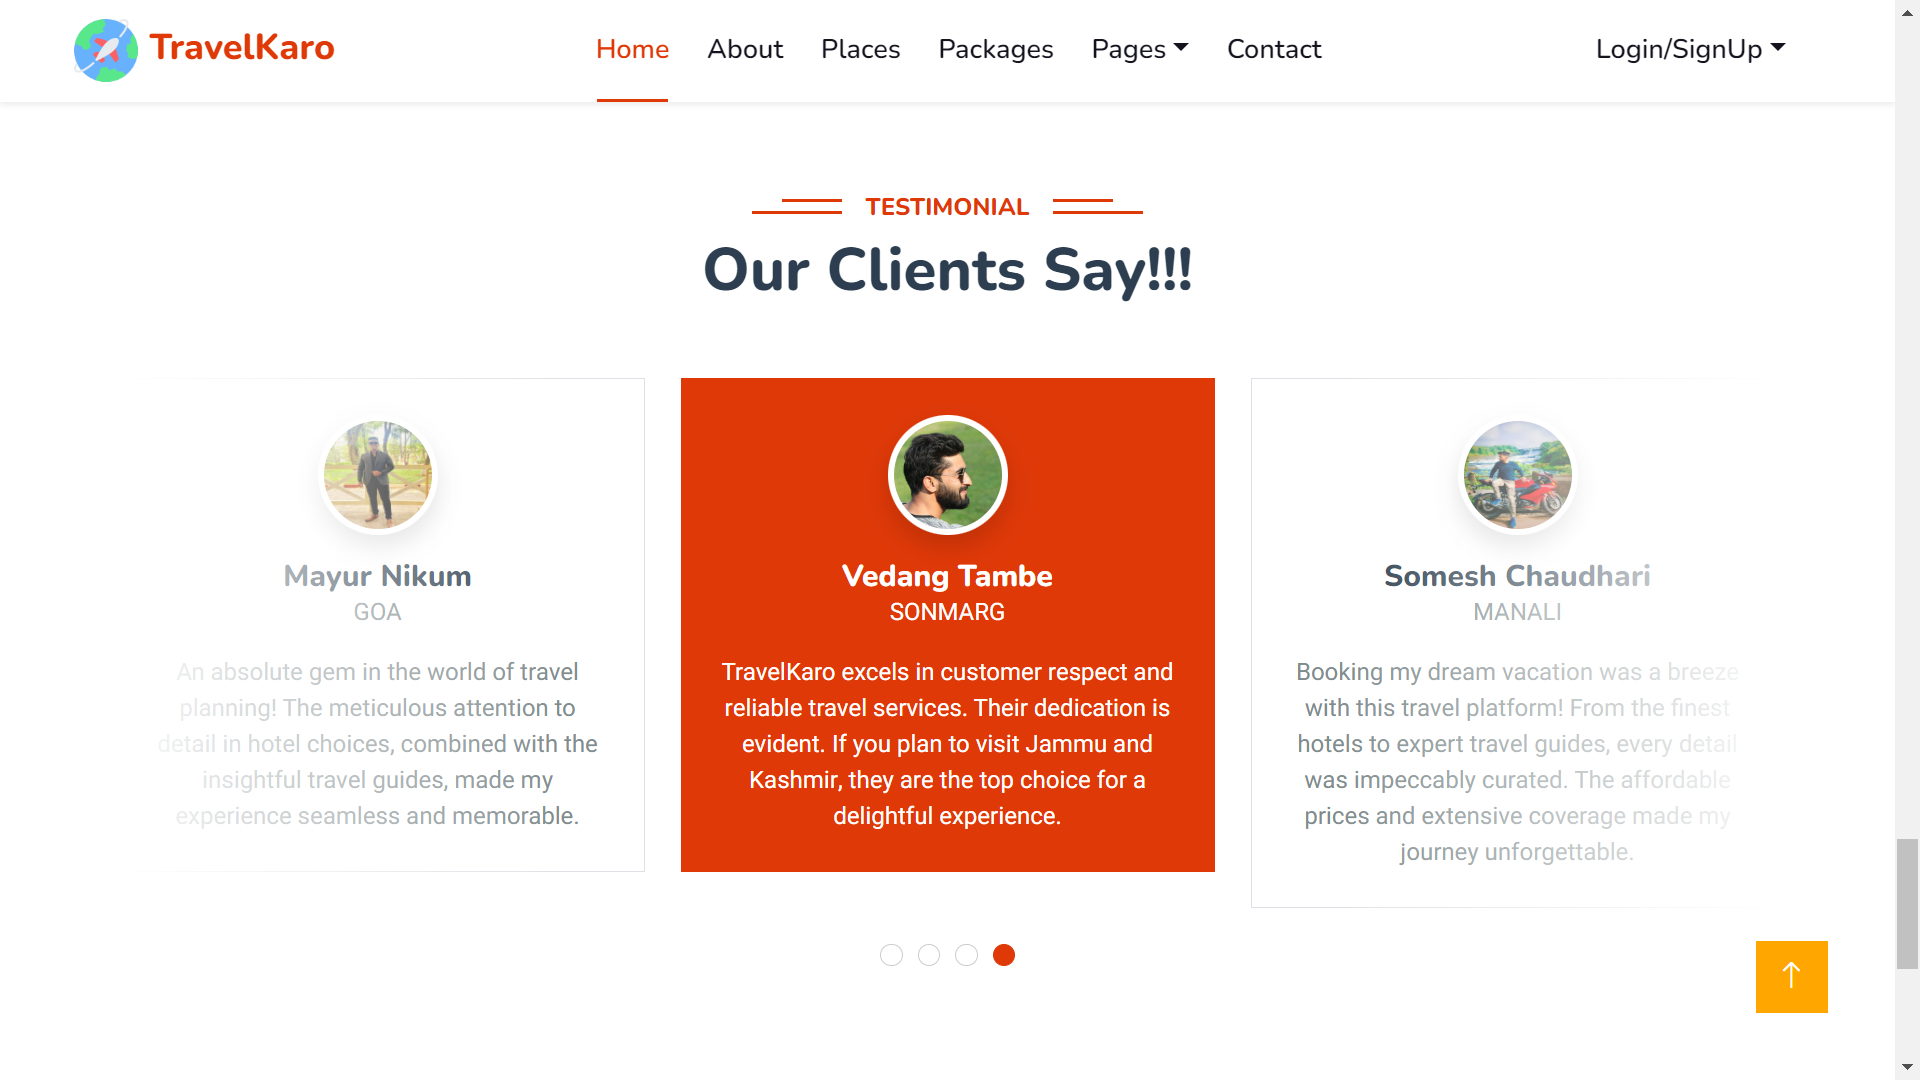 TravelKaro
Home
About
Places
Packages
Pages
Contact
Login/SignUp
TESTIMONIAL
Our Clients Say!!!
Mayur Nikum
GOA
An absolute gem in the world of travel
planning! The meticulous attention to
detail in hotel choices, combined with the
insightful travel guides, made my
experience seamless and memorable.
Vedang Tambe
SONMARG
TravelKaro excels in customer respect and
reliable travel services. Their dedication is
evident. If you plan to visit Jammu and
Kashmir, they are the top choice for a
delightful experience.
Somesh Chaudhari
MANALI
Booking my dream vacation was a breeze
with this travel platform! From the finest
hotels to expert travel guides, every detail
was impeccably curated. The affordable
prices and extensive coverage made my
journey unforgettable.